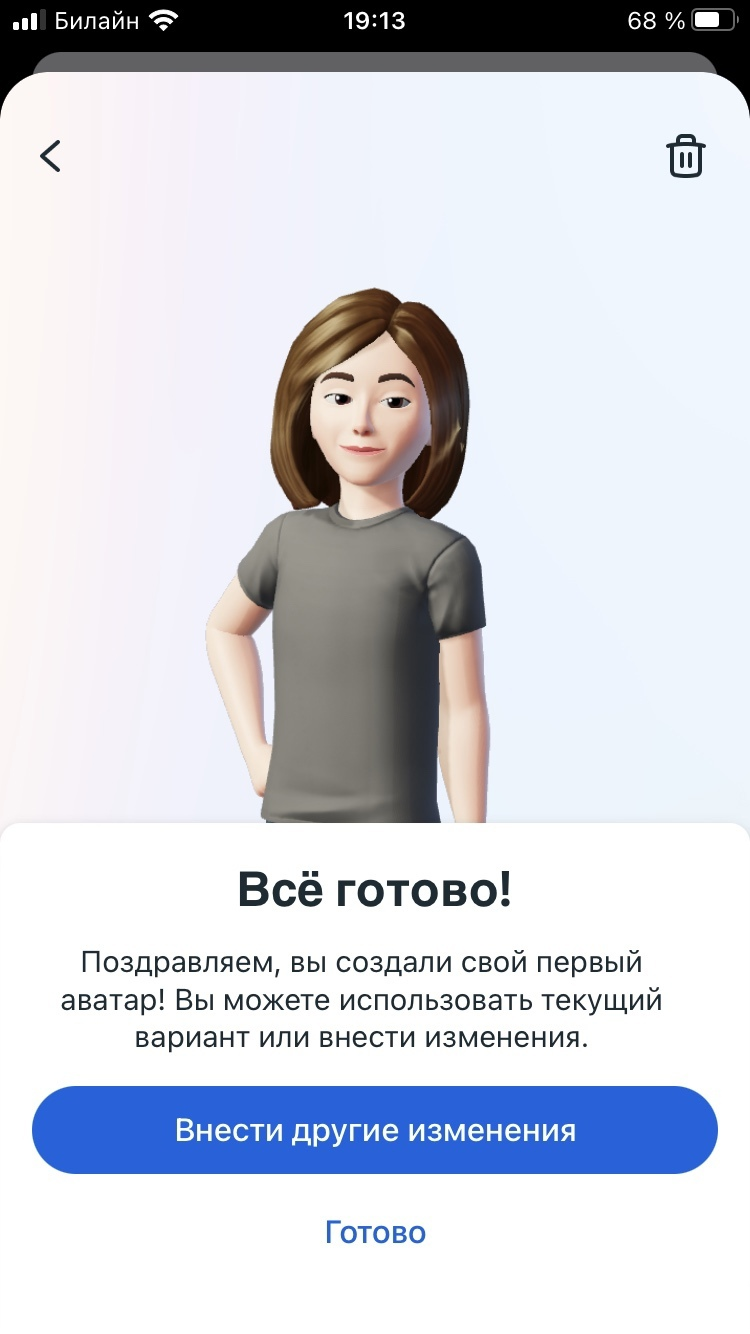 Билайн 19:13 68 %
Всё готово!
Поздравляем, вы создали свой первый
аватар! Вы можете использовать текущий
вариант или внести изменения.
Внести другие изменения
Готово